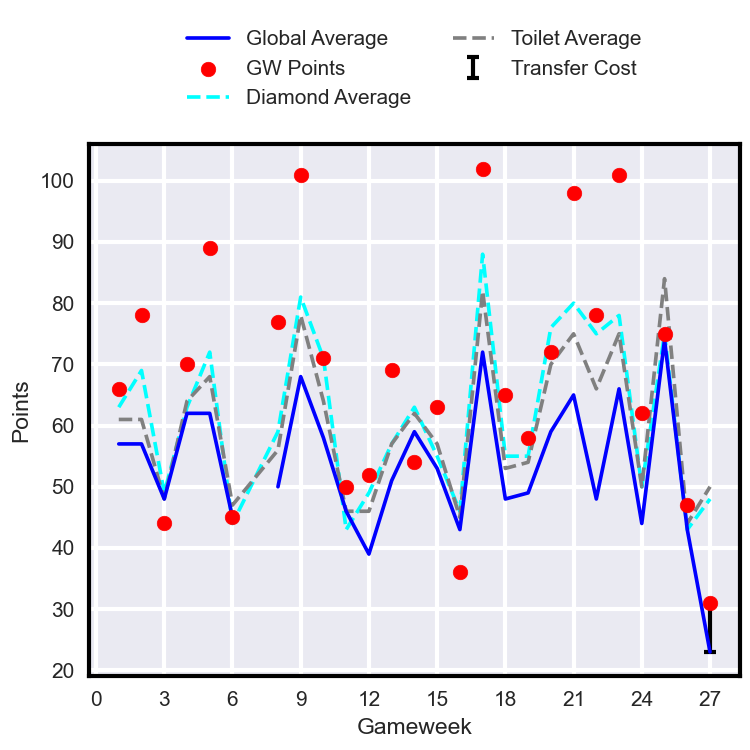 Global Average
GW Points
Diamond Average
Toilet Average
Transfer Cost
100
90
80
70
60
50
40
30
20
Points
0 3 6 9 12 15 18 21 24 27
Gameweek